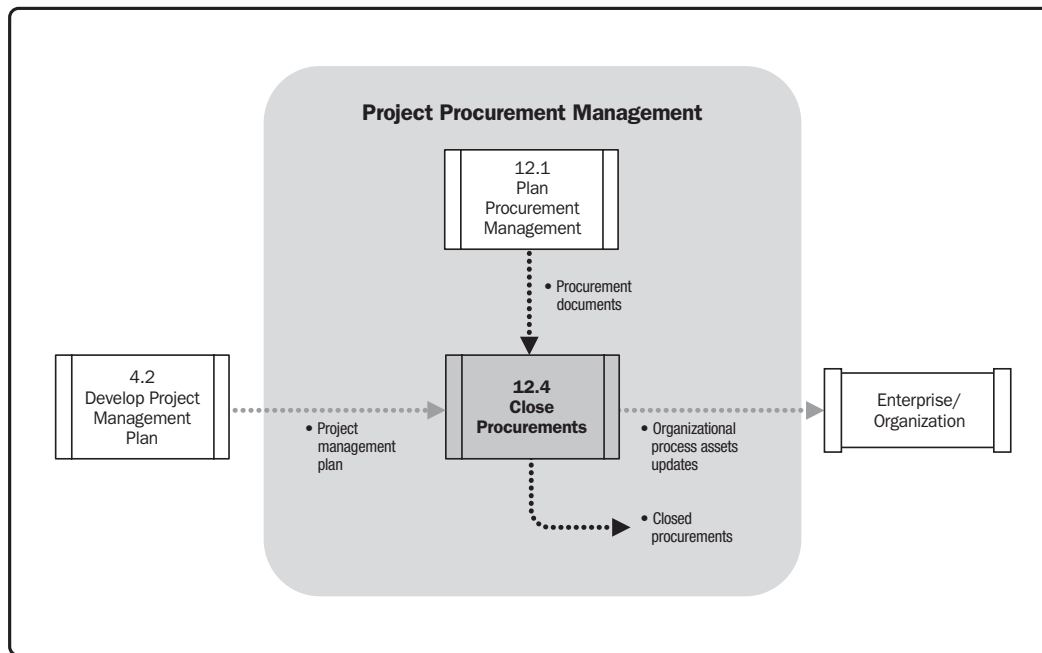 Project Procurement Management
12.1
Plan
Procurement
Management
• Procurement
documents
4.2
Develop Project
Management
Plan
• Project
management
plan
12.4
Close
Procurements
• Organizational
process assets
updates
Enterprise/
Organization
• Closed
procurements